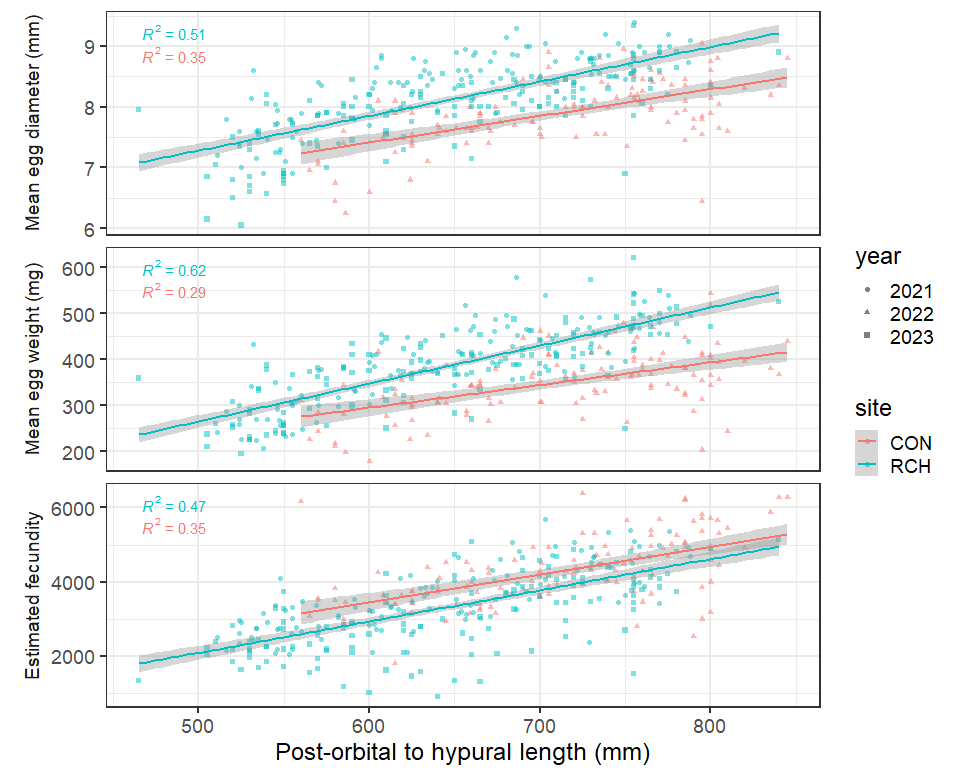 Mean egg diameter (mm)
9
8
7
6
R² = 0.51
R² = 0.35
Mean egg weight (mg)
600
500
400
300
200
R² = 0.62
R² = 0.29
Estimated fecundity
6000
4000
2000
R² = 0.47
R² = 0.35
500 600 700 800
Post-orbital to hypural length (mm)
year
2021
2022
2023
site
CON
RCH